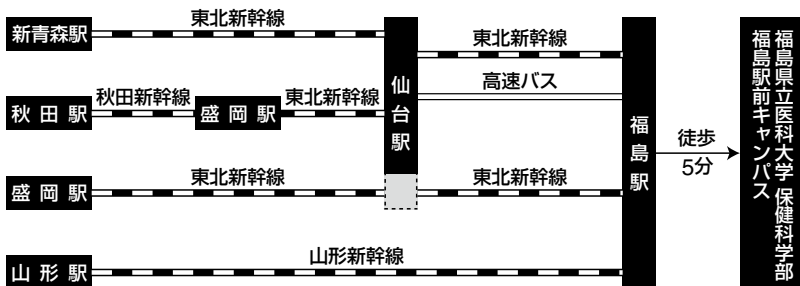 新青森駅
東北新幹線
仙台駅
東北新幹線
高速バス
秋田駅
秋田新幹線
盛岡駅
東北新幹線
盛岡駅
東北新幹線
東北新幹線
山形駅
山形新幹線
福島駅
徒歩
5分
福島県立医科大学 保健科学部
福島駅前キャンパス